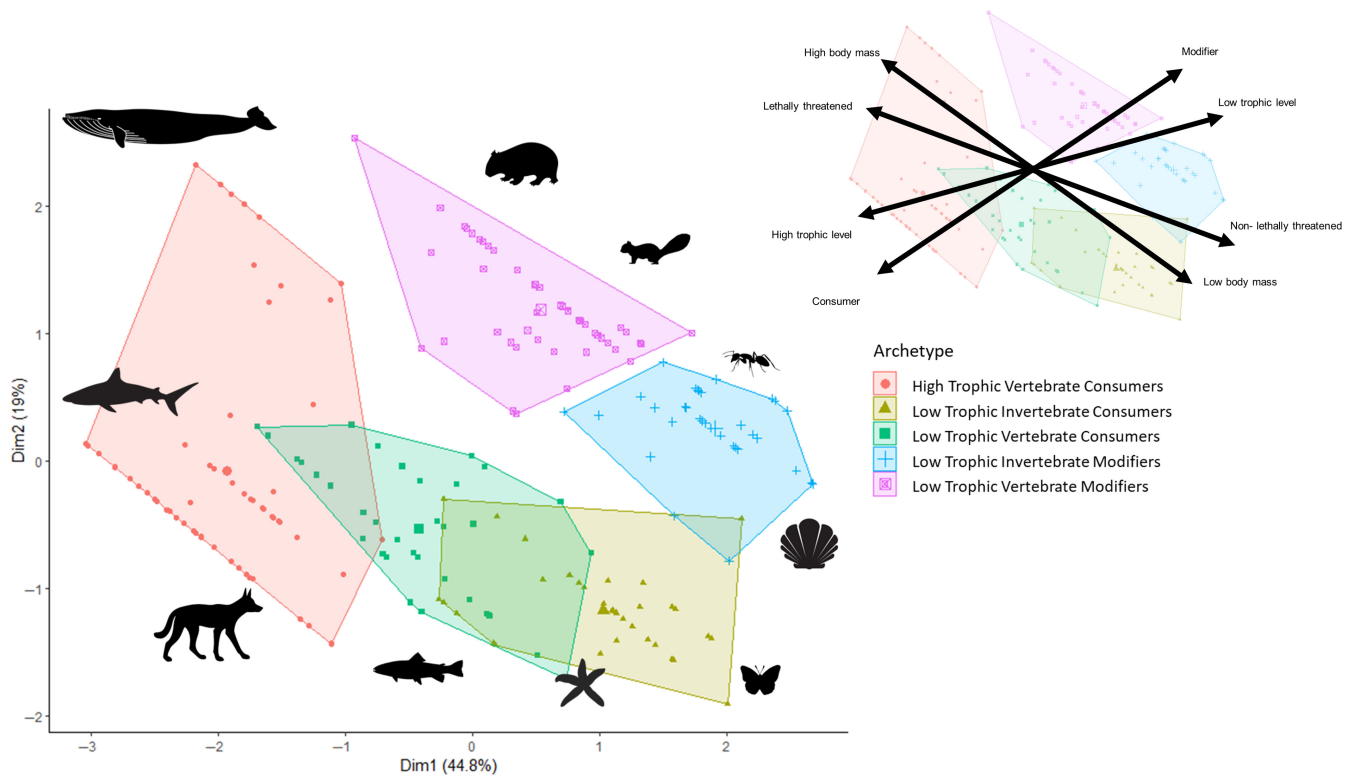 High body mass
Modifier
Lethally threatened
Low trophic level
High trophic level
Non- lethally threatened
Low body mass
Consumer
Archetype
High Trophic Vertebrate Consumers
Low Trophic Invertebrate Consumers
Low Trophic Vertebrate Consumers
Low Trophic Invertebrate Modifiers
Low Trophic Vertebrate Modifiers
Dim2 (19%)
2
1
0
−1
−2
−3
−2
−1
0
1
2
Dim1 (44.8%)